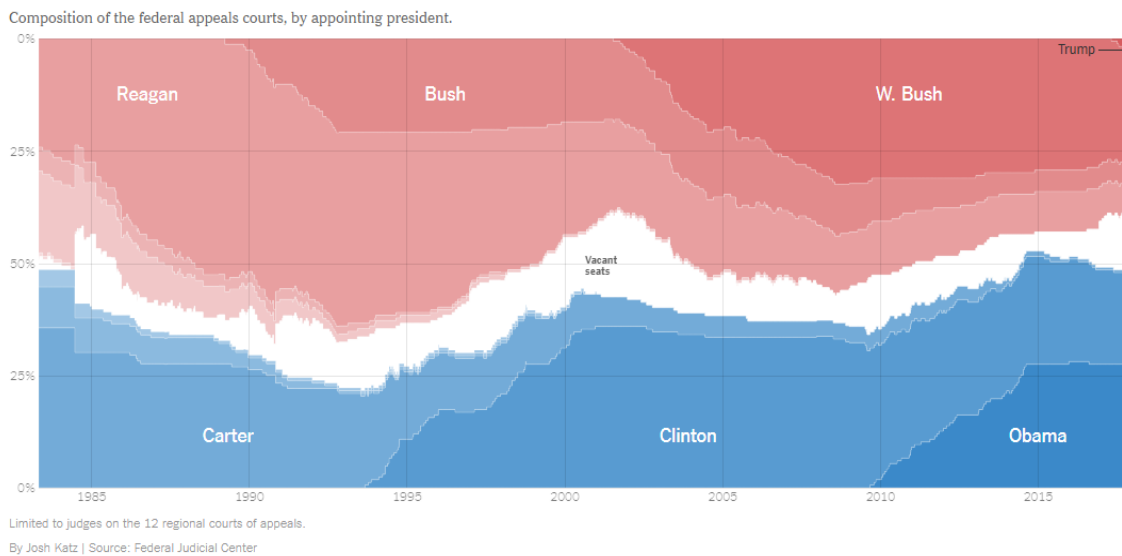 Composition of the federal appeals courts, by appointing president.
0%
Trump
Reagan
Bush
W. Bush
25%
50%
Vacant
seats
25%
Carter
Clinton
Obama
0%
1985
1990
1995
2000
2005
2010
2015
Limited to judges on the 12 regional courts of appeals.
By Josh Katz | Source: Federal Judicial Center